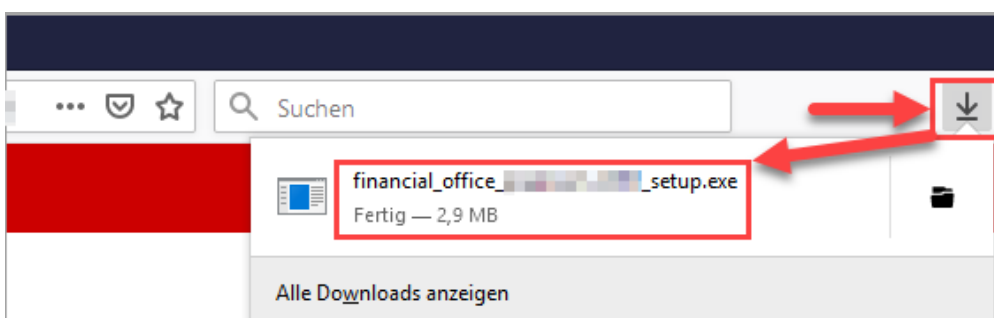 Suchen
financial_office_ _setup.exe
Fertig — 2,9 MB
Alle Downloads anzeigen